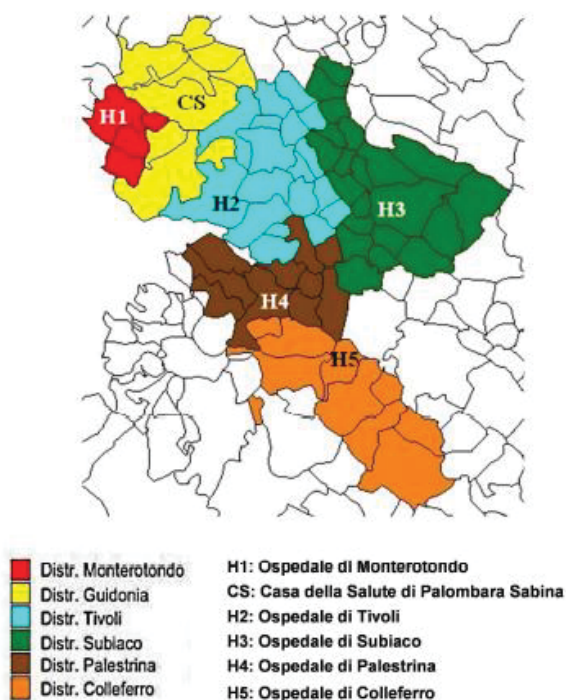 CS
H1
H2
H3
H4
H5
Distr. Monterotondo
Distr. Guidonia
Distr. Tivoli
Distr. Subiaco
Distr. Palestrina
Distr. Colleferro
H1: Ospedale di Monterotondo
CS: Casa della Salute di Palombara Sabina
H2: Ospedale di Tivoli
H3: Ospedale di Subiaco
H4: Ospedale di Palestrina
H5: Ospedale di Colleferro